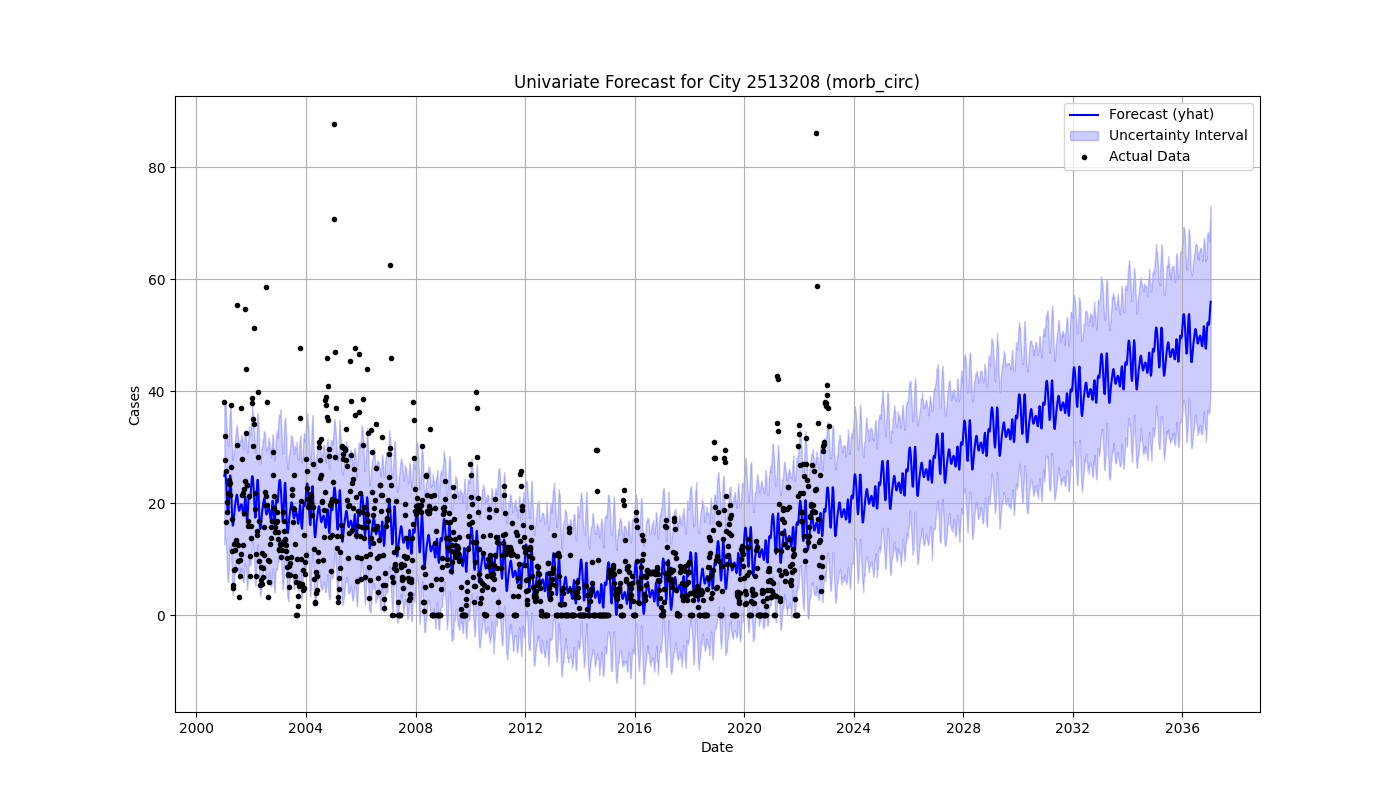 Univariate Forecast for City 2513208 (morb_circ)
Forecast (yhat)
Uncertainty Interval
Actual Data
80
60
40
20
0
Cases
2000 2004 2008 2012 2016 2020 2024 2028 2032 2036
Date